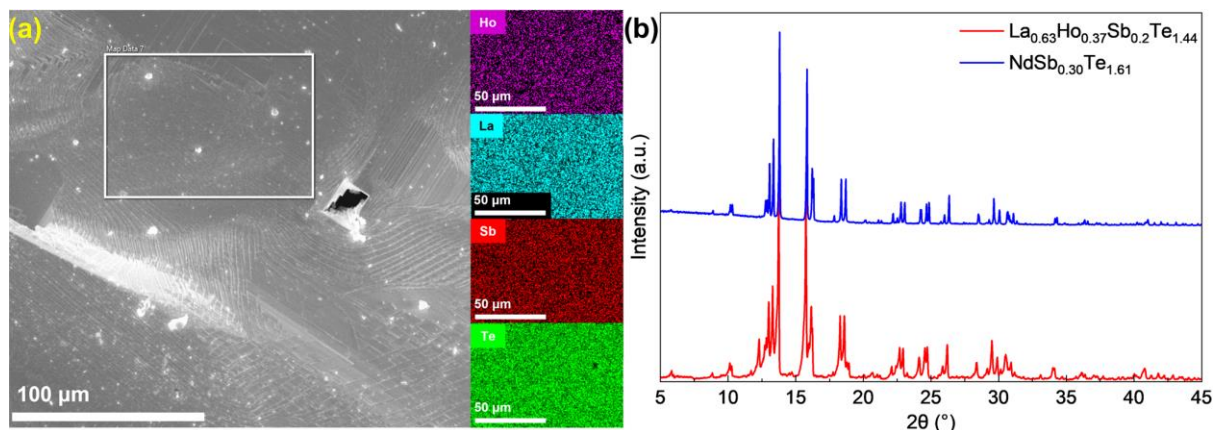 (a)
Map Data 7
100 µm
Ho
50 µm
La
50 µm
Sb
50 µm
Te
50 µm
(b)
La₀.₆₃Ho₀.₃₇Sb₀.₂Te₁.₄₄
NdSb₀.₃₀Te₁.₆₁
Intensity (a.u.)
5 10 15 20 25 30 35 40 45
2θ (°)